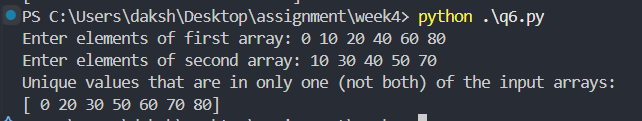 PS C:\Users\daksh\Desktop\assignment\week4> python .\q6.py
Enter elements of first array: 0 10 20 40 60 80
Enter elements of second array: 10 30 40 50 70
Unique values that are in only one (not both) of the input arrays:
[ 0 20 30 50 60 70 80]